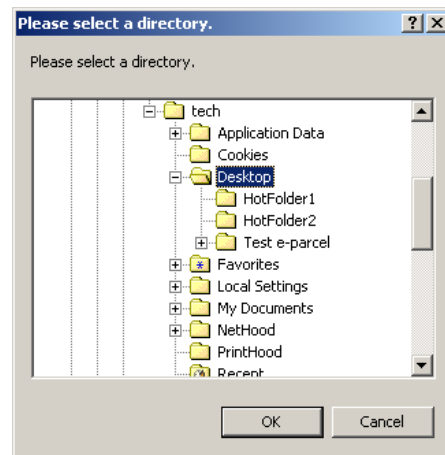 Please select a directory.
Please select a directory.
tech
Application Data
Cookies
Desktop
HotFolder1
HotFolder2
Test e-parcel
Favorites
Local Settings
My Documents
NetHood
PrintHood
Recent
OK Cancel